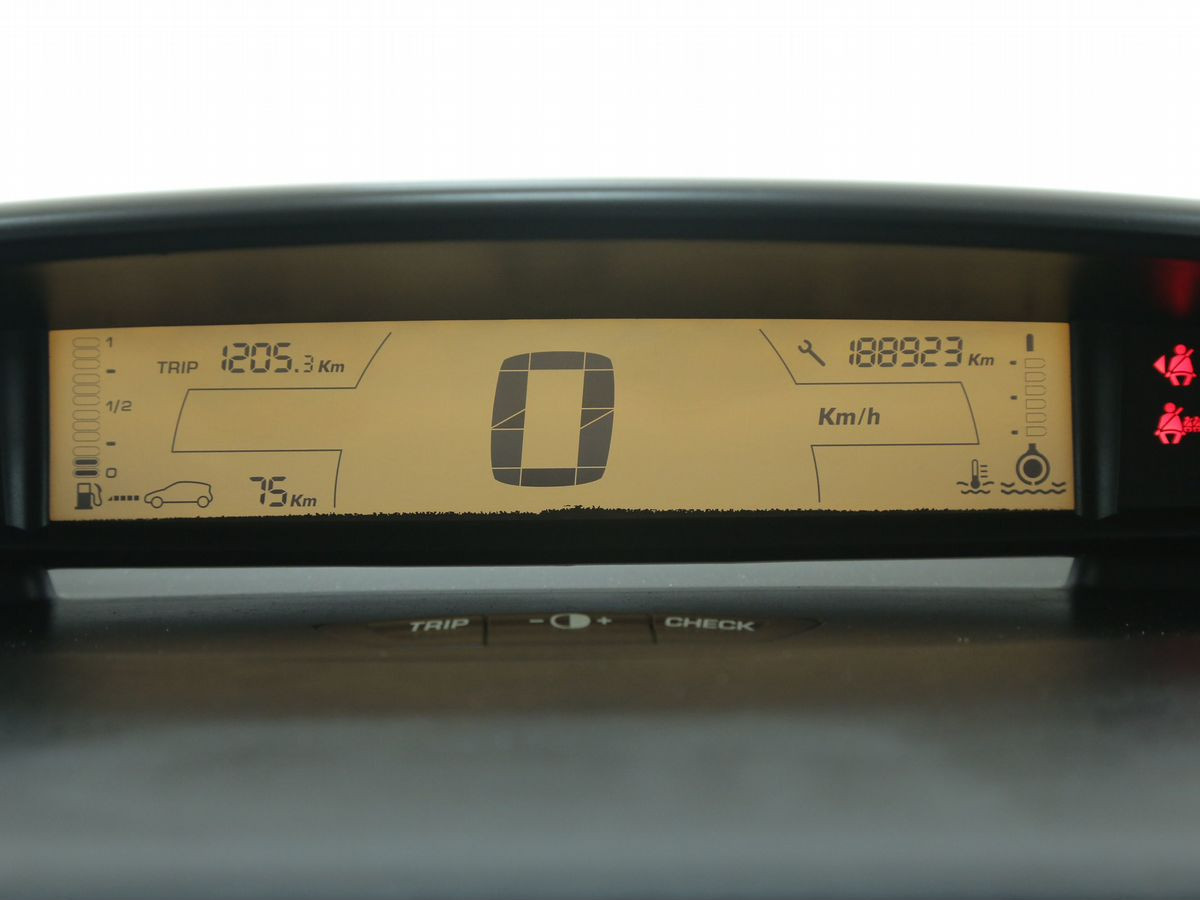 1
TRIP 1205.3 Km
188923 Km
1/2
Km/h
0
0
75 Km
TRIP - + CHECK